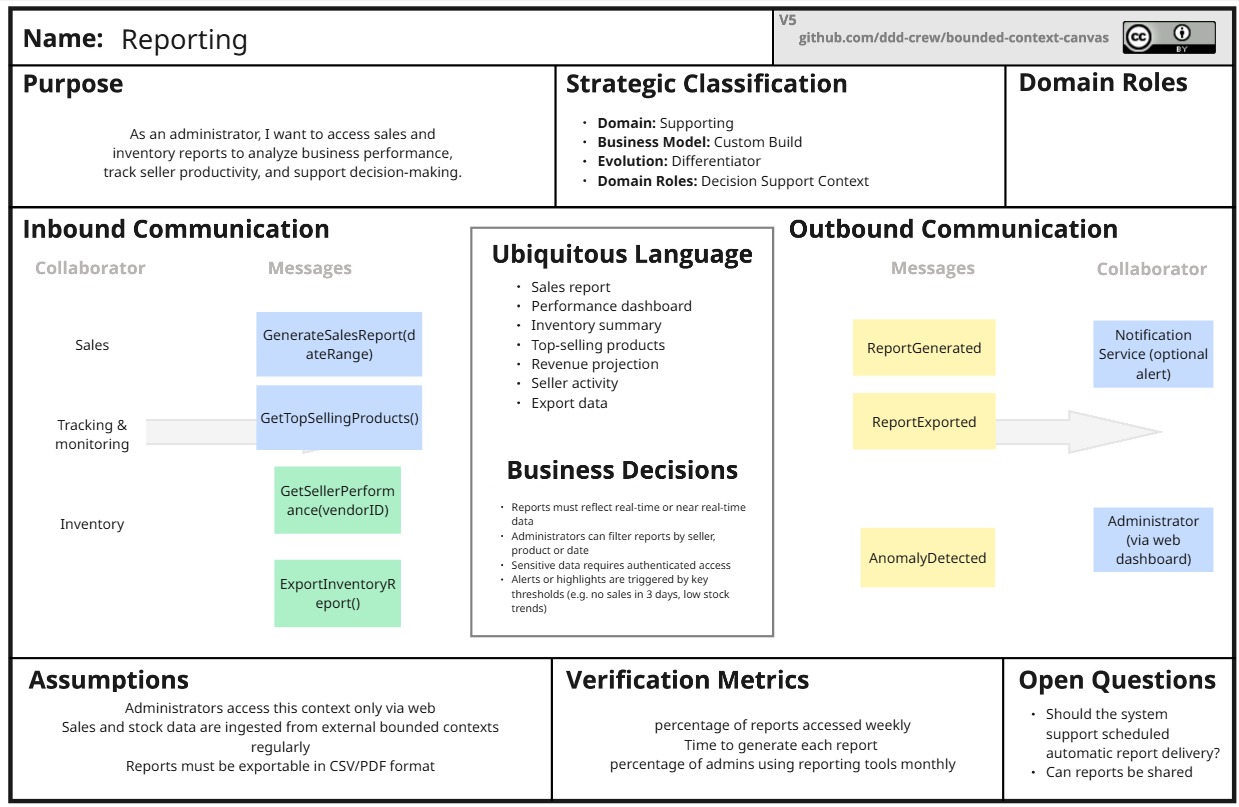 Name: Reporting
V5
github.com/ddd-crew/bounded-context-canvas
cc
BY
Purpose
As an administrator, I want to access sales and
inventory reports to analyze business performance,
track seller productivity, and support decision-making.
Strategic Classification
• Domain: Supporting
• Business Model: Custom Build
• Evolution: Differentiator
• Domain Roles: Decision Support Context
Domain Roles
Inbound Communication
Collaborator
Messages
Sales
Tracking &
monitoring
Inventory
GenerateSalesReport(d
ateRange)
GetTopSellingProducts()
GetSellerPerform
ance(vendorID)
ExportInventoryR
eport()
Ubiquitous Language
• Sales report
• Performance dashboard
• Inventory summary
• Top-selling products
• Revenue projection
• Seller activity
• Export data
Business Decisions
• Reports must reflect real-time or near real-time
data
• Administrators can filter reports by seller,
product or date
• Sensitive data requires authenticated access
• Alerts or highlights are triggered by key
thresholds (e.g. no sales in 3 days, low stock
trends)
Outbound Communication
Messages
Collaborator
ReportGenerated
ReportExported
AnomalyDetected
Notification
Service (optional
alert)
Administrator
(via web
dashboard)
Assumptions
Administrators access this context only via web
Sales and stock data are ingested from external bounded contexts
regularly
Reports must be exportable in CSV/PDF format
Verification Metrics
percentage of reports accessed weekly
Time to generate each report
percentage of admins using reporting tools monthly
Open Questions
• Should the system
support scheduled
automatic report delivery?
• Can reports be shared